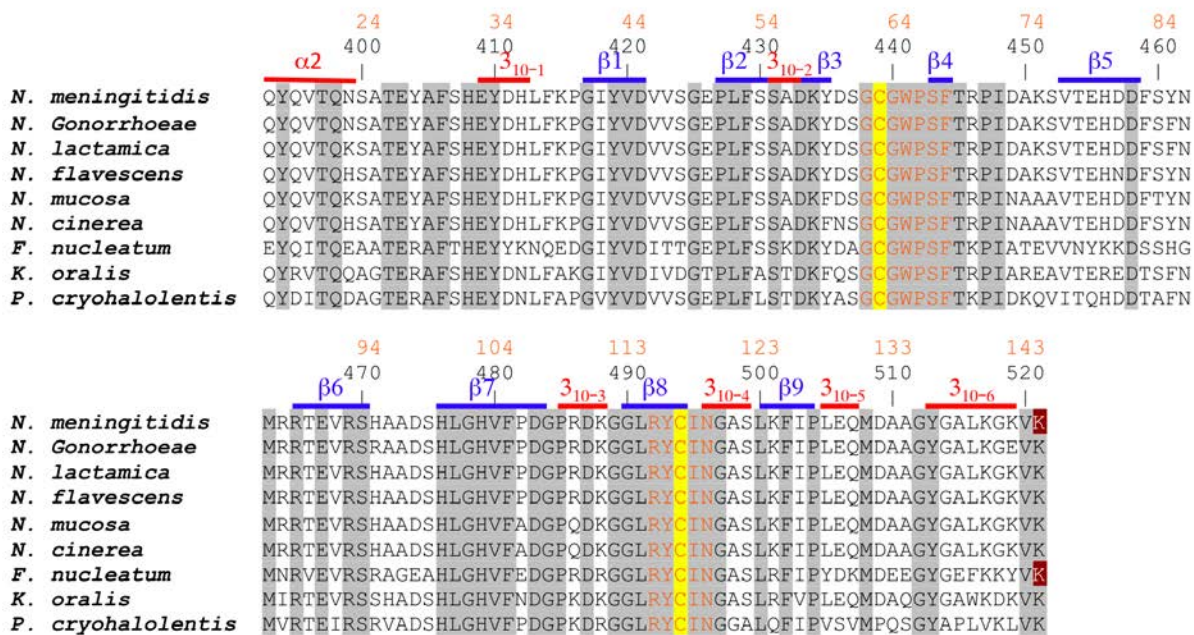 24 34 44 54 64 74 84
400 410 420 430 440 450 460
α2 3₁₀₋₁ β1 β2 3₁₀₋₂ β3 β4 β5
N. meningitidis QYQVTQNSATEYAFSHEYDHLFKPGIYVDVVSGEPLFSSADKYDSGCGWPSFTRPIDAKSVTEHDDFSYN
N. Gonorrhoeae QYQVTQNSATEYAFSHEYDHLFKPGIYVDVVSGEPLFSSADKYDSGCGWPSFTRPIDAKSVTEHDDFSFN
N. lactamica QYQVTQKSATEYAFSHEYDHLFKPGIYVDVVSGEPLFSSADKYDSGCGWPSFTRPIDAKSVTEHDDFSFN
N. flavescens QYQVTQHSATEYAFSHEYDHLFKPGIYVDVVSGEPLFSSADKYDSGCGWPSFTRPIDAKSVTEHNDFSFN
N. mucosa QYQVTQKSATEYAFSHEYDHLFKPGIYVDVVSGEPLFSSADKFDSGCGWPSFTRPINAAAVTEHDDFTYN
N. cinerea QYQVTQHSATEYAFSHEYDHLFKPGIYVDVVSGEPLFSSADKFNSGCGWPSFTRPINAAAVTEHDDFSYN
F. nucleatum EYQITQEAATERAFTHEYYKNQEDGIYVDITTGEPLFSSKDKYDAGCGWPSFTKPIATEVVNYKKDSSHG
K. oralis QYRVTQQAGTERAFSHEYDNLFAKGIYVDIVDGTPLFASTDKFQSGCGWPSFTRPIAREAVTEREDTSFN
P. cryohalolentis QYDITQDAGTERAFSHEYDNLFAPGVYVDVVSGEPLFLSTDKYASGCGWPSFTKPIDKQVITQHDDTAFN
94 104 113 123 133 143
470 480 490 500 510 520
β6 β7 3₁₀₋₃ β8 3₁₀₋₄ β9 3₁₀₋₅ 3₁₀₋₆
N. meningitidis MRRTEVRSHAADSHLGHVFPDGPRDKGGLRYCINGASLKFIPLEQMDAAGYGALKGKVK
N. Gonorrhoeae MRRTEVRSHAADSHLGHVFPDGPRDKGGLRYCINGASLKFIPLEQMDAAGYGALKGEVK
N. lactamica MRRTEVRSHAADSHLGHVFPDGPRDKGGLRYCINGASLKFIPLEQMDAAGYGALKGKVK
N. flavescens MRRTEVRSHAADSHLGHVFPDGPRDKGGLRYCINGASLKFIPLEQMDAAGYGALKGKVK
N. mucosa MRRTEVRSHAADSHLGHVFADGPQDKGGLRYCINGASLKFIPLEQMDAAGYGALKGKVK
N. cinerea MRRTEVRSHAADSHLGHVFADGPQDKGGLRYCINGASLKFIPLEQMDAAGYGALKGKVK
F. nucleatum MNRVEVRSRAGEAHLGHVFEDGPRDRGGLRYCINGASLRFIPYDKMDEEGYGEFKKYVK
K. oralis MIRTEVRSSHADSHLGHVFNDGPKDKGGLRYCINGASLRFVPLEQMDAQGYGAWKDKVK
P. cryohalolentis MVRTEIRSRVADSHLGHVFPDGPKDRGGLRYCINGGALQFIPVSVMPQSGYAPLVKLVK